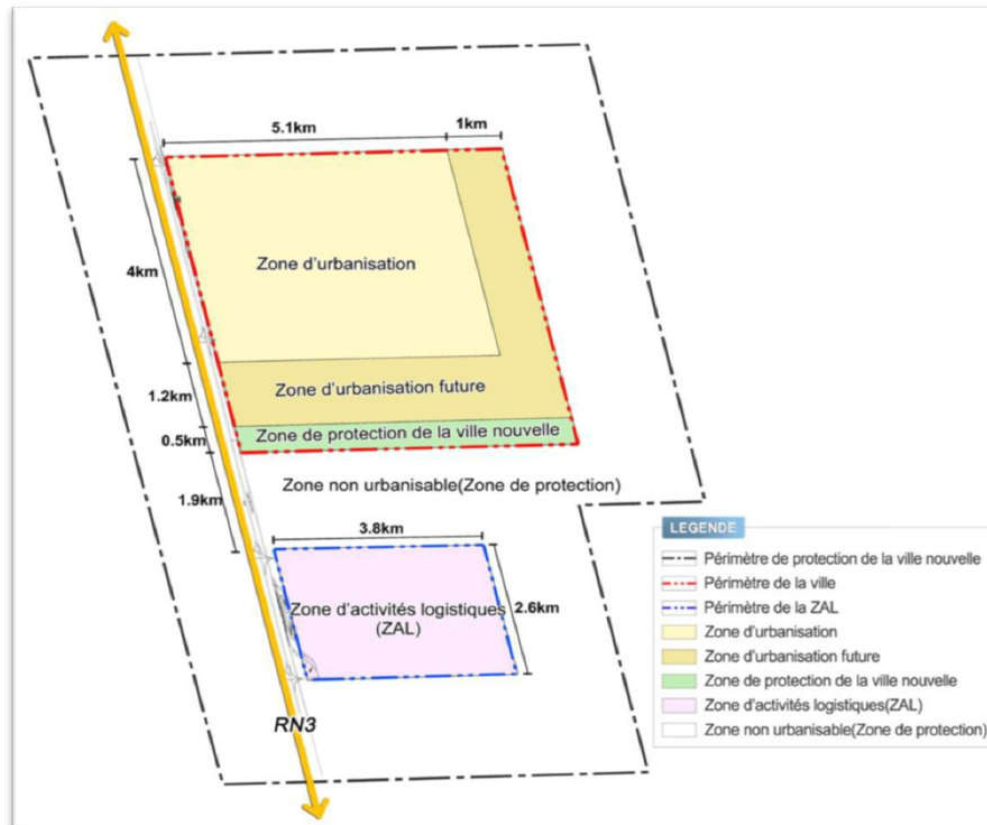 5.1km
1km
Zone d'urbanisation
4km
Zone d'urbanisation future
1.2km
Zone de protection de la ville nouvelle
0.5km
Zone non urbanisable(Zone de protection)
1.9km
3.8km
Zone d'activités logistiques
(ZAL)
2.6km
RN3
LEGENDE
Périmètre de protection de la ville nouvelle
Périmètre de la ville
Périmètre de la ZAL
Zone d'urbanisation
Zone d'urbanisation future
Zone de protection de la ville nouvelle
Zone d'activités logistiques(ZAL)
Zone non urbanisable(Zone de protection)